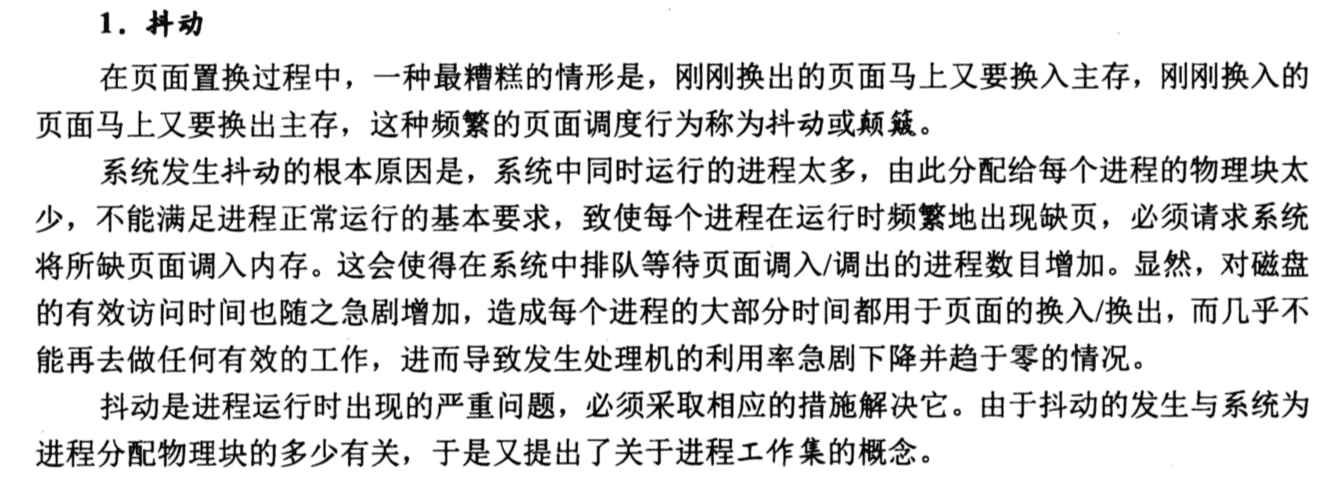 1．抖动
在页面置换过程中，一种最糟糕的情形是，刚刚换出的页面马上又要换入主存，刚刚换入的
页面马上又要换出主存，这种频繁的页面调度行为称为抖动或颠簸。
系统发生抖动的根本原因是，系统中同时运行的进程太多，由此分配给每个进程的物理块太
少，不能满足进程正常运行的基本要求，致使每个进程在运行时频繁地出现缺页，必须请求系统
将所缺页面调入内存。这会使得在系统中排队等待页面调入/调出的进程数目增加。显然，对磁盘
的有效访问时间也随之急剧增加，造成每个进程的大部分时间都用于页面的换入/换出，而几乎不
能再去做任何有效的工作，进而导致发生处理机的利用率急剧下降并趋于零的情况。
抖动是进程运行时出现的严重问题，必须采取相应的措施解决它。由于抖动的发生与系统为
进程分配物理块的多少有关，于是又提出了关于进程工作集的概念。